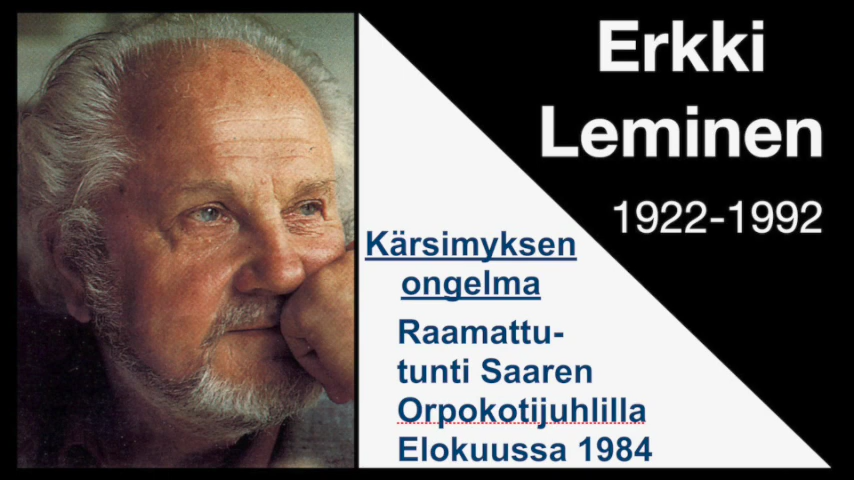 Erkki
Leminen
1922-1992
Kärsimyksen
ongelma
Raamattu-
tunti Saaren
Orpokotijuhlilla
Elokuussa 1984